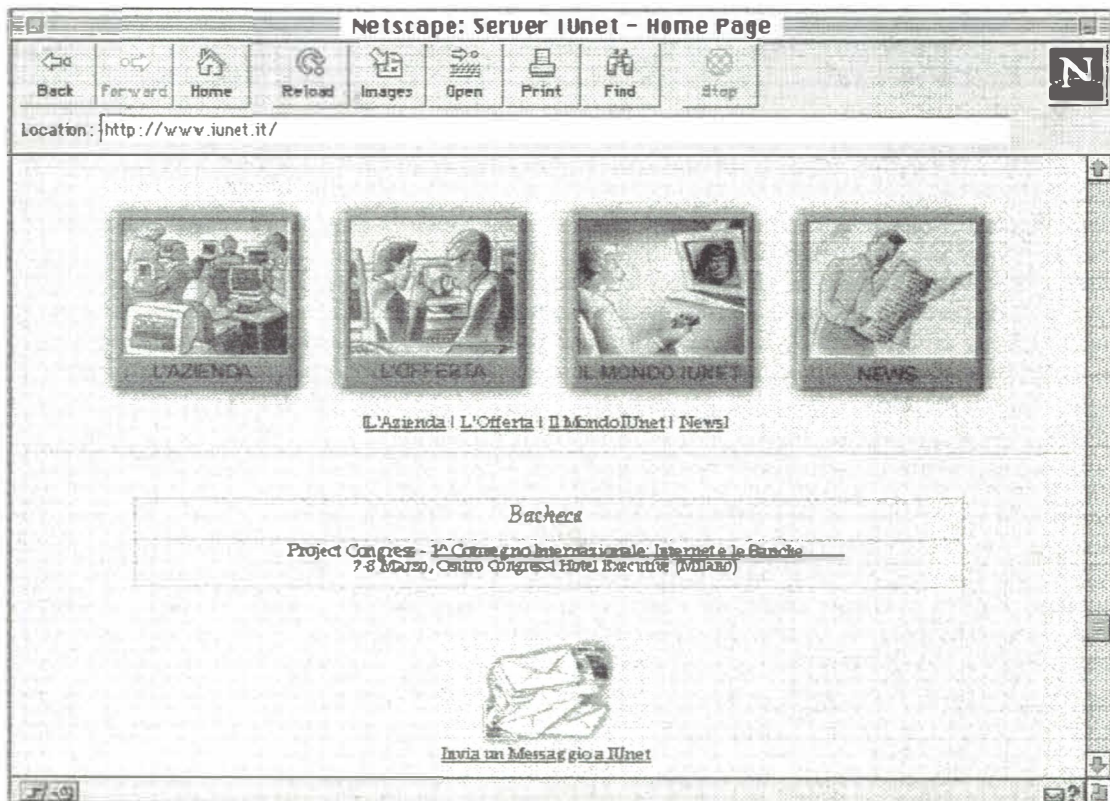 Netscape: Server IUnet – Home Page
Back Forward Home Reload Images Open Print Find Stop
N
Location: http://www.iunet.it/
L'AZIENDA L'OFFERTA IL MONDO IUNET NEWS
[L'Azienda | L'Offerta | Il MondoIUnet | News]
Bacheca
Project Congress - 1^ Convegno Internazionale: Internet e le Banche
7-8 Marzo, Centro Congressi Hotel Executive (Milano)
Invia un Messaggio a IUnet
?